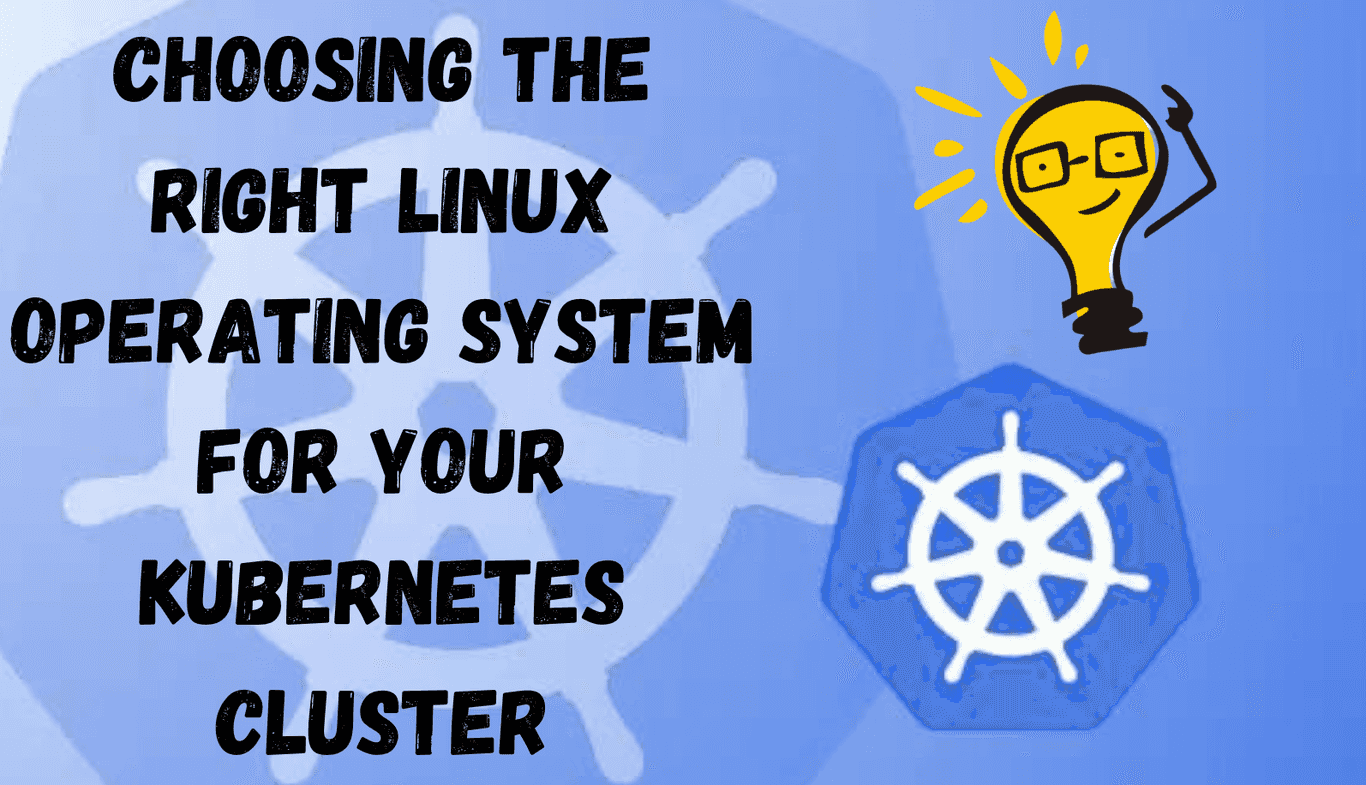 CHOOSING THE
RIGHT LINUX
OPERATING SYSTEM
FOR YOUR
KUBERNETES
CLUSTER